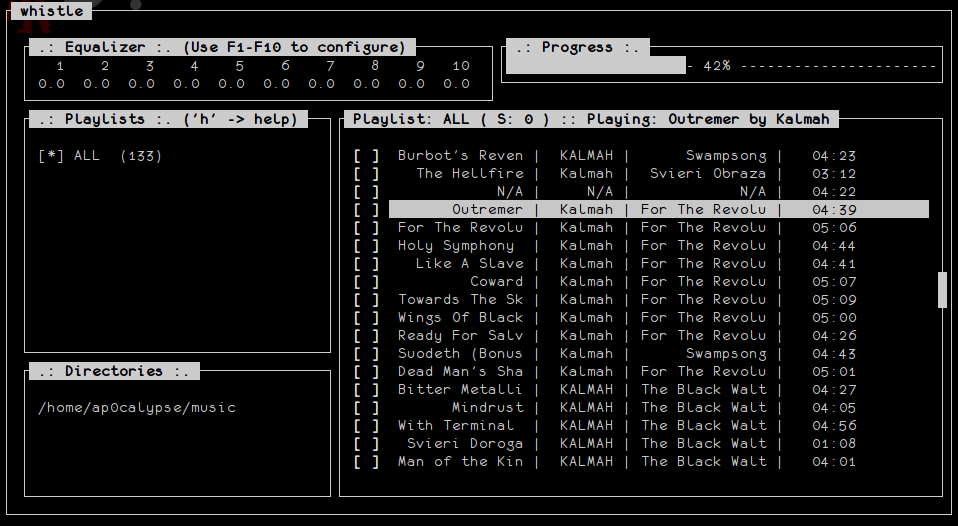 whistle
.: Equalizer :. (Use F1-F10 to configure)
1 2 3 4 5 6 7 8 9 10
0.0 0.0 0.0 0.0 0.0 0.0 0.0 0.0 0.0 0.0
.: Progress :.
- 42% ----------------------
.: Playlists :. ('h' -> help)
[*] ALL (133)
.: Directories :.
/home/ap0calypse/music
Playlist: ALL ( S: 0 ) :: Playing: Outremer by Kalmah
[ ] Burbot's Reven | KALMAH | Swampsong | 04:23
[ ] The Hellfire | Kalmah | Svieri Obraza | 03:12
[ ] N/A | N/A | N/A | 04:22
[ ] Outremer | Kalmah | For The Revolu | 04:39
[ ] For The Revolu | Kalmah | For The Revolu | 05:06
[ ] Holy Symphony | Kalmah | For The Revolu | 04:44
[ ] Like A Slave | Kalmah | For The Revolu | 04:41
[ ] Coward | Kalmah | For The Revolu | 05:07
[ ] Towards The Sk | Kalmah | For The Revolu | 05:09
[ ] Wings Of Black | Kalmah | For The Revolu | 05:00
[ ] Ready For Salv | Kalmah | For The Revolu | 04:26
[ ] Suodeth (Bonus | Kalmah | Swampsong | 04:43
[ ] Dead Man's Sha | Kalmah | For The Revolu | 05:01
[ ] Bitter Metalli | KALMAH | The Black Walt | 04:27
[ ] Mindrust | KALMAH | The Black Walt | 04:05
[ ] With Terminal | KALMAH | The Black Walt | 04:56
[ ] Svieri Doroga | KALMAH | The Black Walt | 01:08
[ ] Man of the Kin | KALMAH | The Black Walt | 04:01